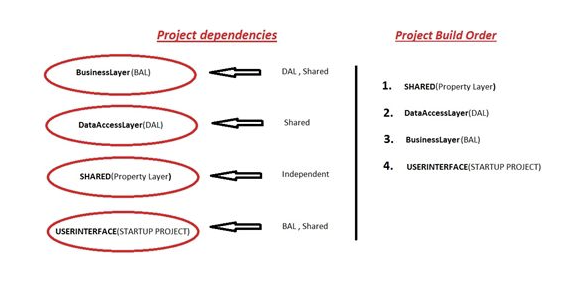 Project dependencies
BusinessLayer(BAL)
DAL , Shared
DataAccessLayer(DAL)
Shared
SHARED(Property Layer)
Independent
USERINTERFACE(STARTUP PROJECT)
BAL , Shared
Project Build Order
1. SHARED(Property Layer)
2. DataAccessLayer(DAL)
3. BusinessLayer(BAL)
4. USERINTERFACE(STARTUP PROJECT)